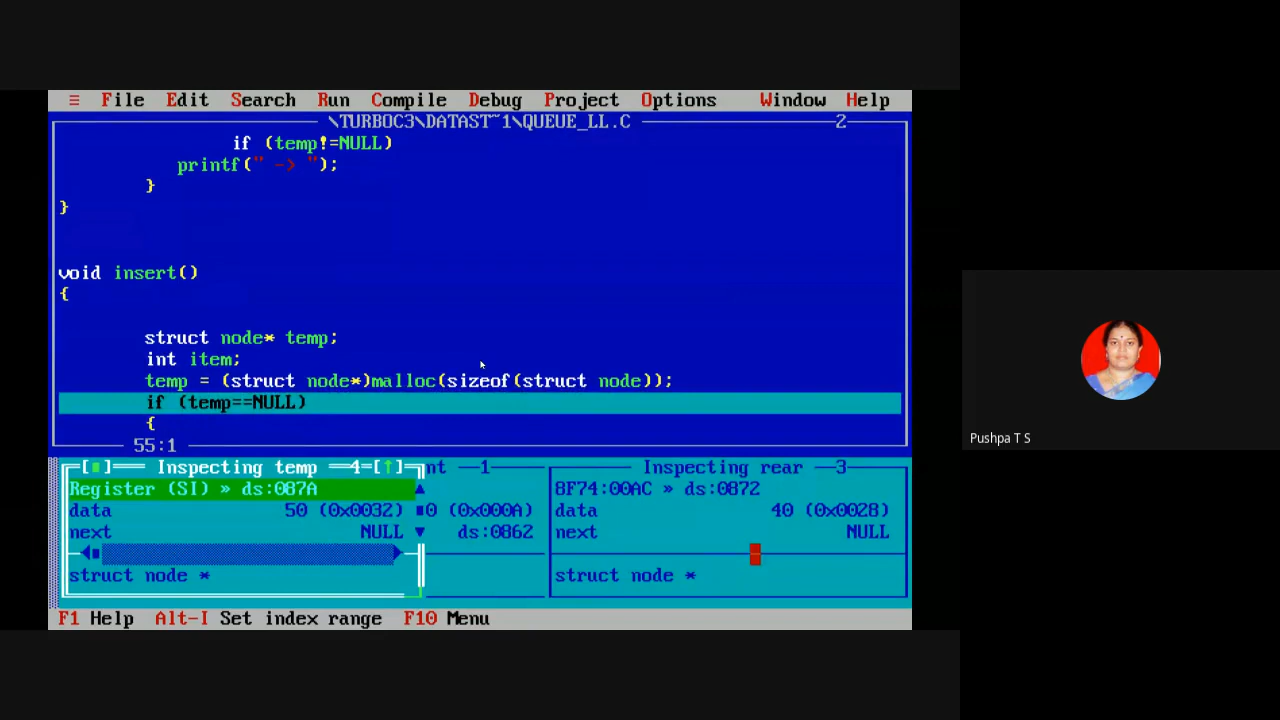 ≡ File Edit Search Run Compile Debug Project Options Window Help
\TURBOC3\DATAST~1\QUEUE_LL.C 2
if (temp!=NULL)
printf(" -> ");
}
}
void insert()
{
struct node* temp;
int item;
temp = (struct node*)malloc(sizeof(struct node));
if (temp==NULL)
{
55:1
Inspecting temp 4=[↑] nt 1 Inspecting rear 3
Register (SI) » ds:087A 8F74:00AC » ds:0872
data 50 (0x0032) 0 (0x000A) data 40 (0x0028)
next NULL ds:0862 next NULL
struct node * struct node *
F1 Help Alt-I Set index range F10 Menu
Pushpa T S